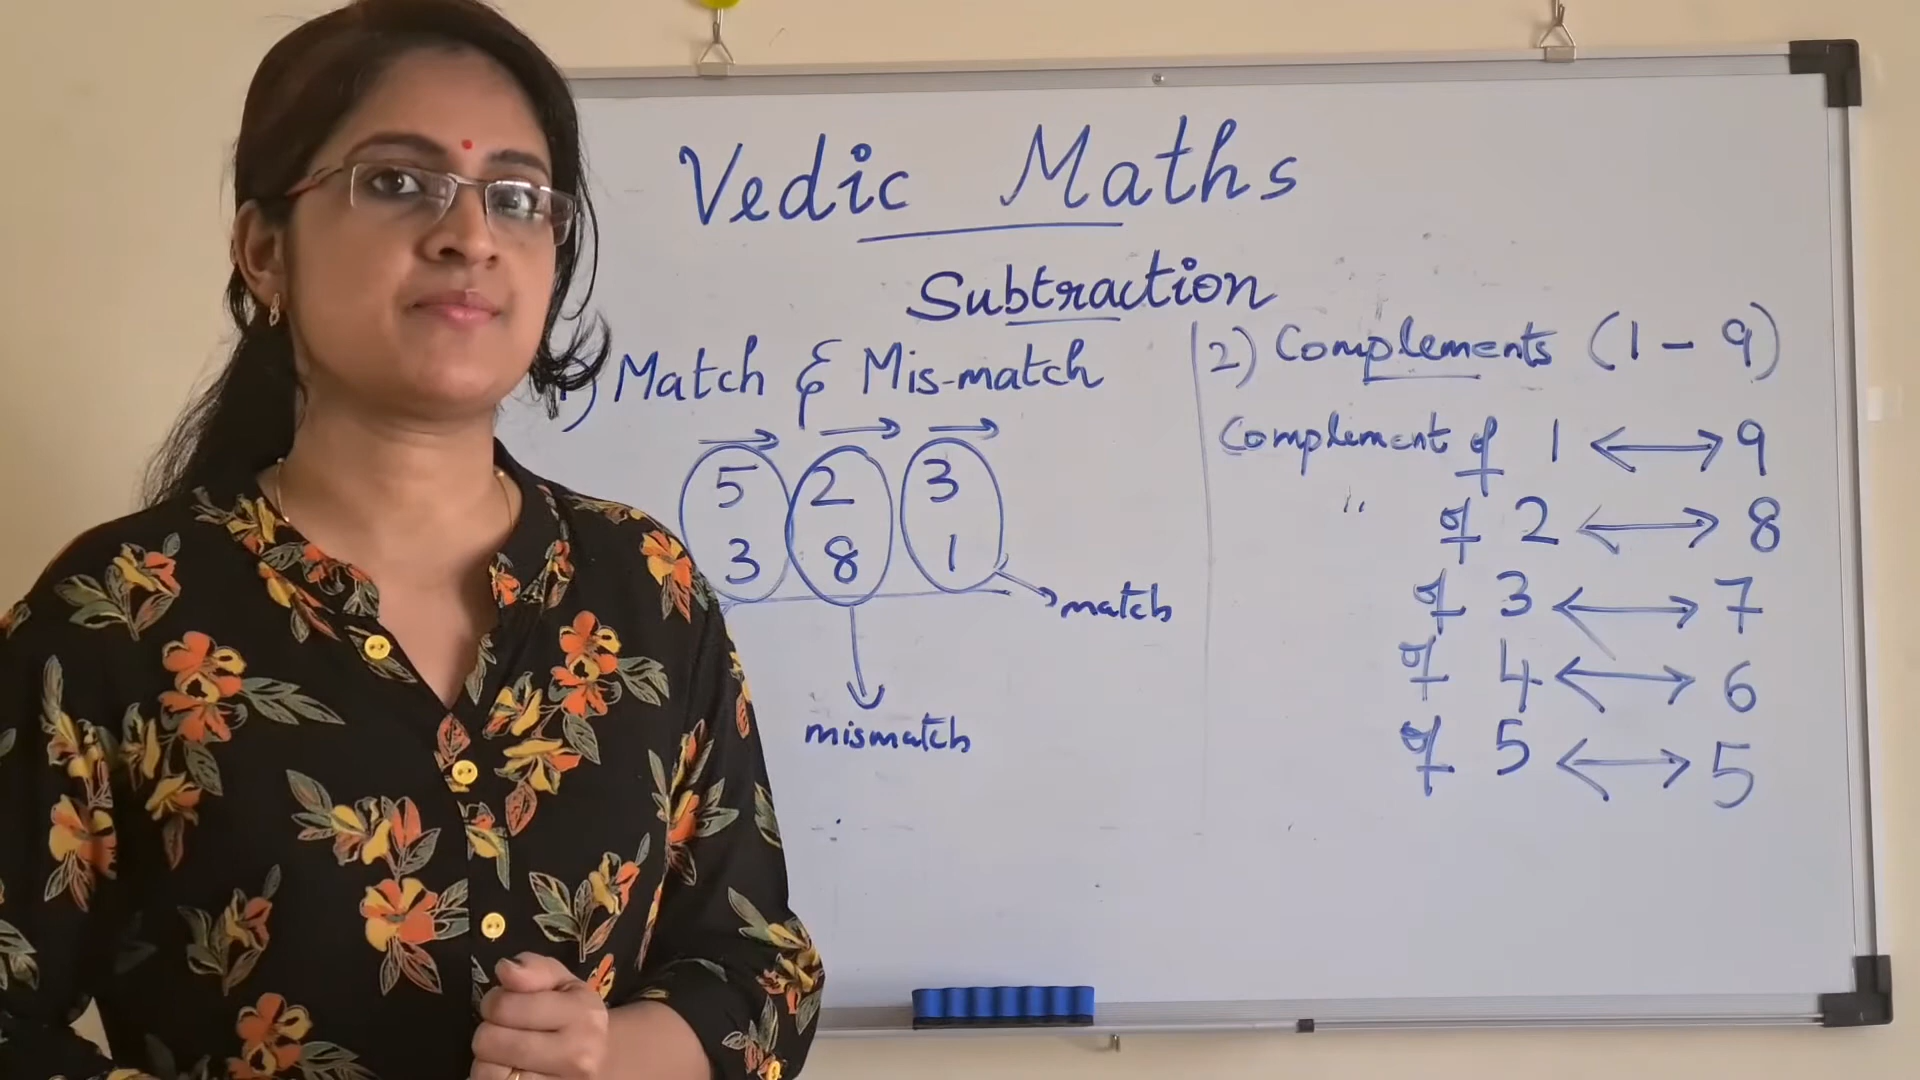 Vedic Maths
Subtraction
1) Match & Mis-match
5 2 3
3 8 1
match
mismatch
2) Complements (1 - 9)
Complement of 1 ↔ 9
" of 2 ↔ 8
of 3 ↔ 7
of 4 ↔ 6
of 5 ↔ 5